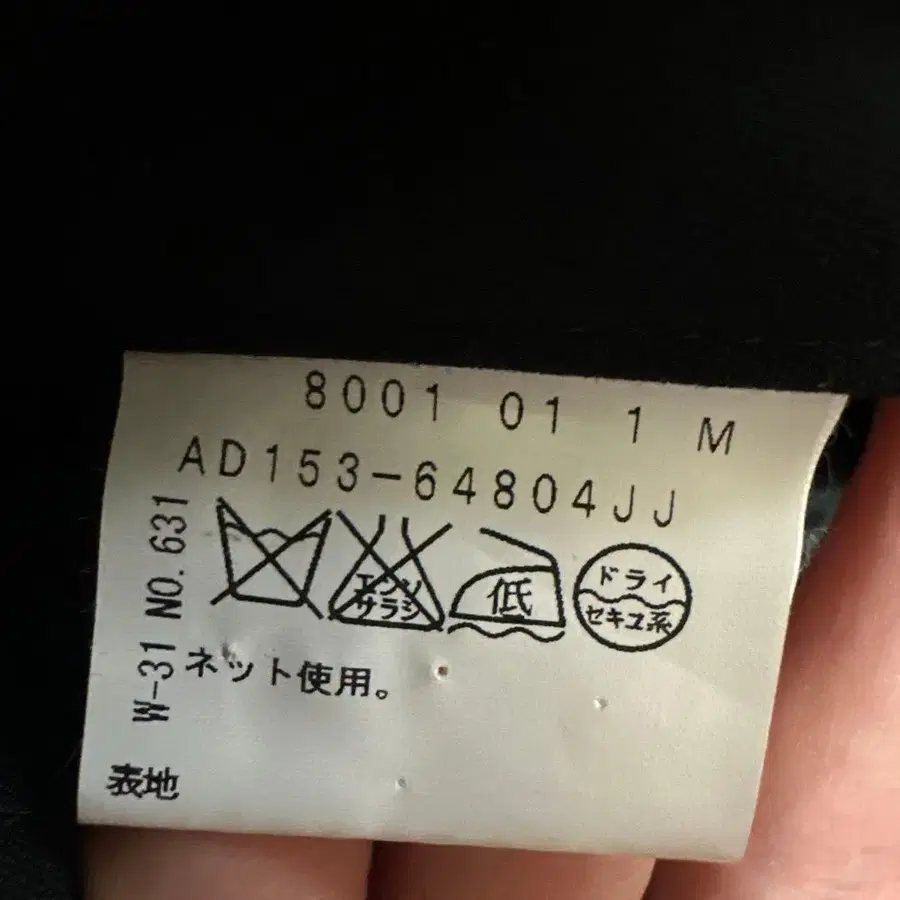 8001 01 1 M
AD153-64804JJ
W-31 NO.631
エンソ
サラシ
低
ドライ
セキユ系
ネット使用。
表地